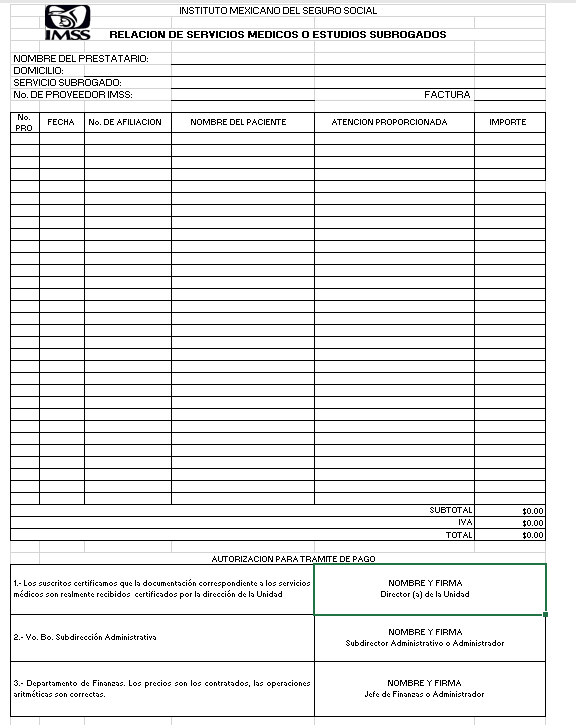 INSTITUTO MEXICANO DEL SEGURO SOCIAL
IMSS
RELACION DE SERVICIOS MEDICOS O ESTUDIOS SUBROGADOS
NOMBRE DEL PRESTATARIO:
DOMICILIO:
SERVICIO SUBROGADO:
No. DE PROVEEDOR IMSS: FACTURA
No. PRO FECHA No. DE AFILIACION NOMBRE DEL PACIENTE ATENCION PROPORCIONADA IMPORTE
SUBTOTAL $0.00
IVA $0.00
TOTAL $0.00
AUTORIZACION PARA TRAMITE DE PAGO
1.- Los suscritos certificamos que la documentación correspondiente a los servicios
médicos son realmente recibidos certificados por la dirección de la Unidad
NOMBRE Y FIRMA
Director (a) de la Unidad
2.- Vo. Bo. Subdirección Administrativa
NOMBRE Y FIRMA
Subdirector Administrativo o Administrador
3.- Departamento de Finanzas. Los precios son los contratados, las operaciones
aritméticas son correctas.
NOMBRE Y FIRMA
Jefe de Finanzas o Administrador